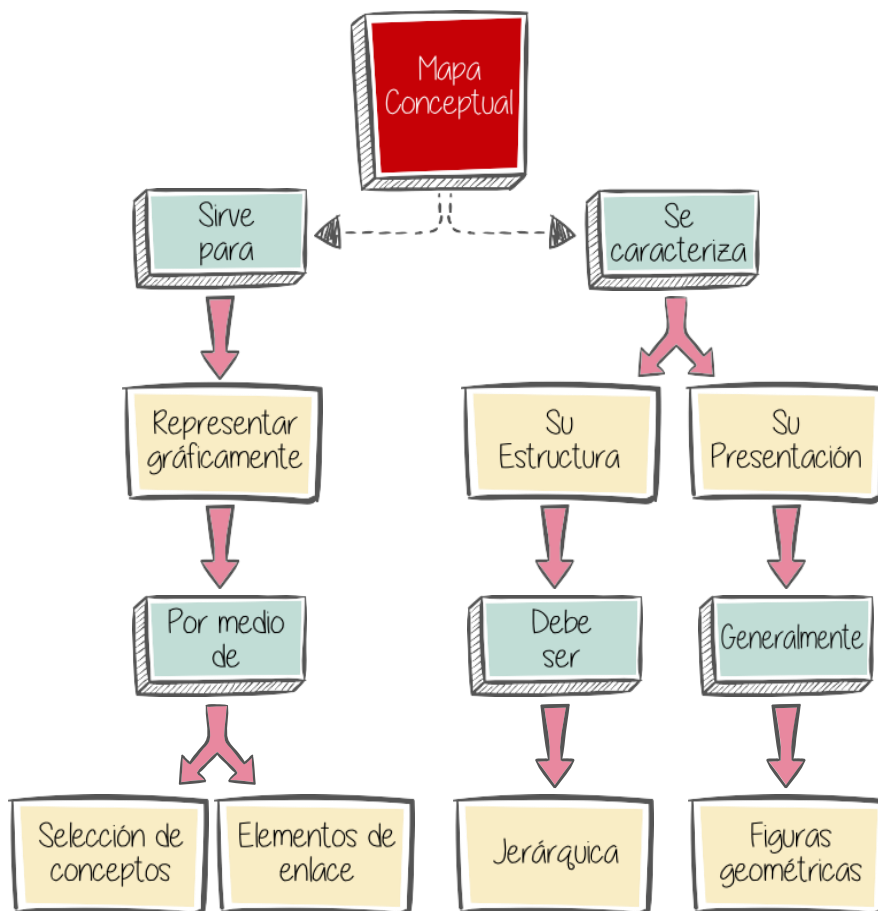 Mapa
Conceptual
Sirve
para
Se
caracteriza
Representar
gráficamente
Su
Estructura
Su
Presentación
Por medio
de
Debe
ser
Generalmente
Selección de
conceptos
Elementos de
enlace
Jerárquica
Figuras
geométricas